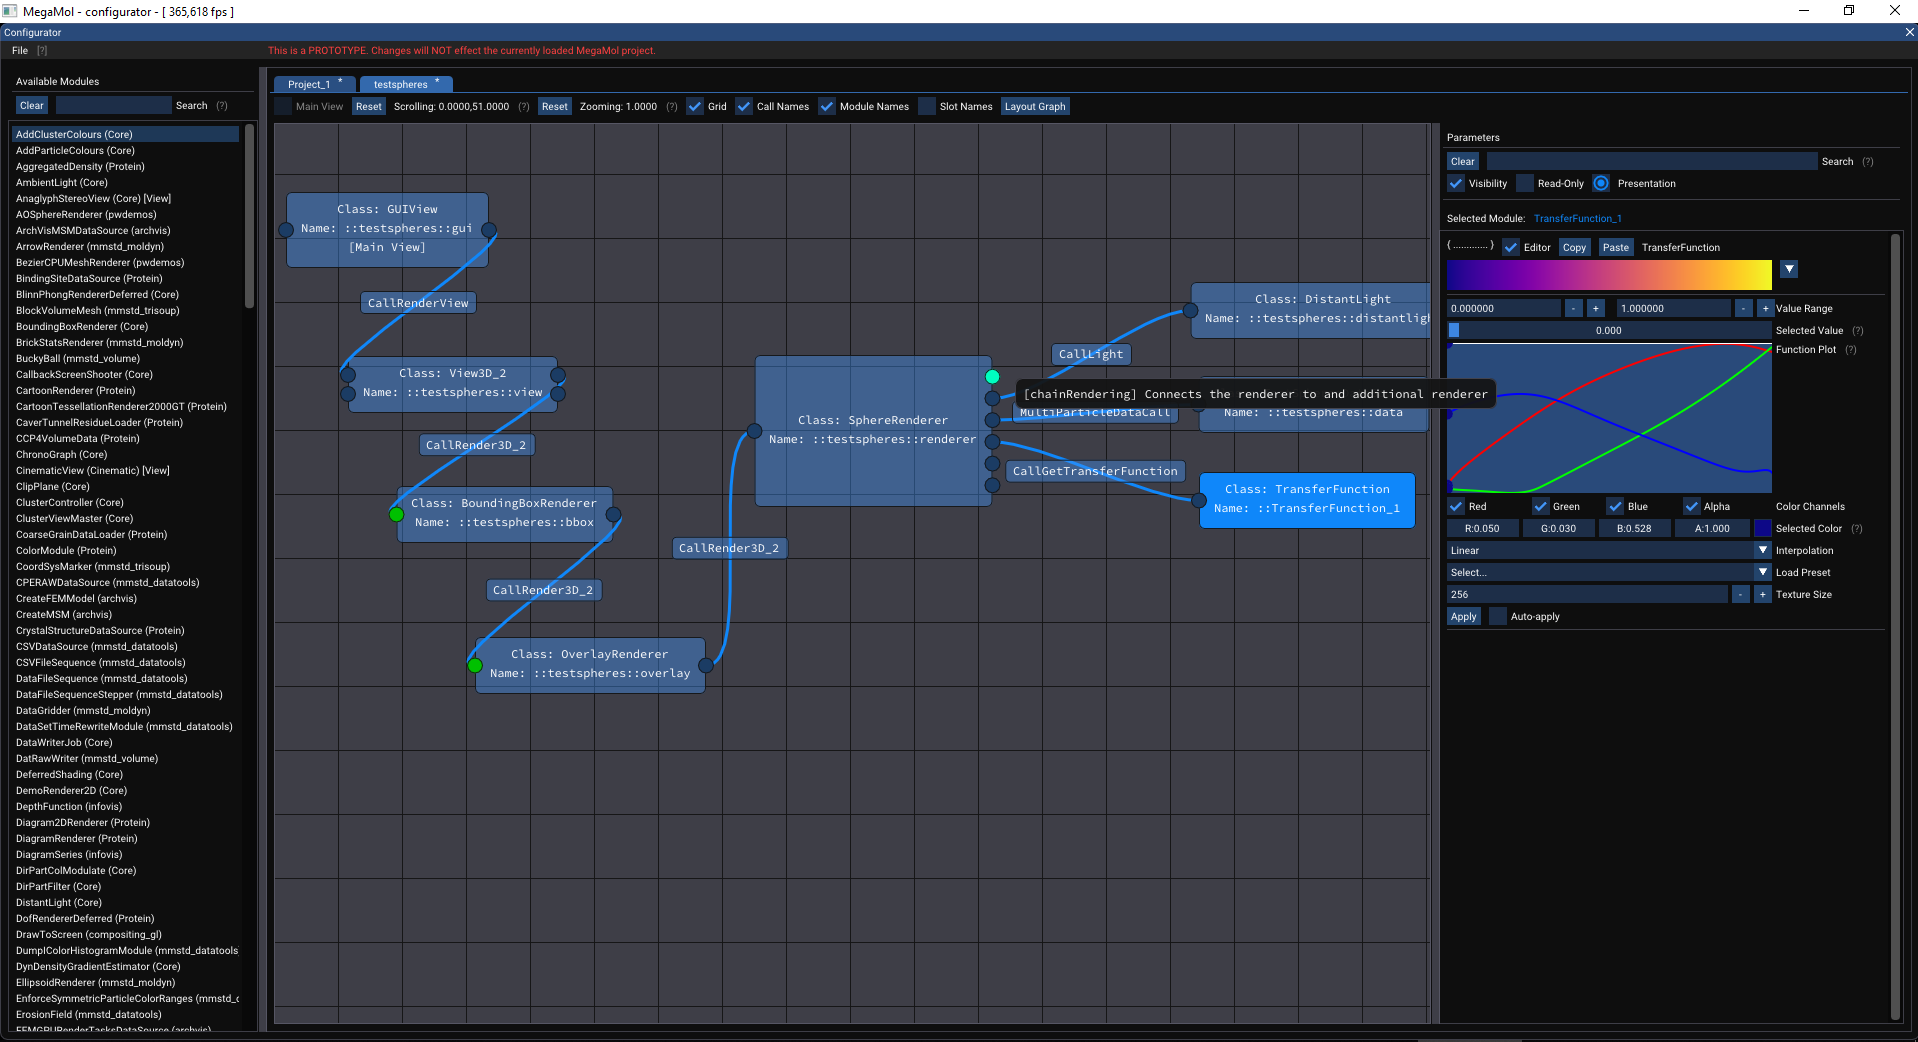 MegaMol - configurator - [ 365,618 fps ]
Configurator
File [?]
This is a PROTOTYPE. Changes will NOT effect the currently loaded MegaMol project.
Available Modules
Clear Search (?)
AddClusterColours (Core)
AddParticleColours (Core)
AggregatedDensity (Protein)
AmbientLight (Core)
AnaglyphStereoView (Core) [View]
AOSphereRenderer (pwdemos)
ArchVisMSMDataSource (archvis)
ArrowRenderer (mmstd_moldyn)
BezierCPUMeshRenderer (pwdemos)
BindingSiteDataSource (Protein)
BlinnPhongRendererDeferred (Core)
BlockVolumeMesh (mmstd_trisoup)
BoundingBoxRenderer (Core)
BrickStatsRenderer (mmstd_moldyn)
BuckyBall (mmstd_volume)
CallbackScreenShooter (Core)
CartoonRenderer (Protein)
CartoonTessellationRenderer2000GT (Protein)
CaverTunnelResidueLoader (Protein)
CCP4VolumeData (Protein)
ChronoGraph (Core)
CinematicView (Cinematic) [View]
ClipPlane (Core)
ClusterController (Core)
ClusterViewMaster (Core)
CoarseGrainDataLoader (Protein)
ColorModule (Protein)
CoordSysMarker (mmstd_trisoup)
CPERAWDataSource (mmstd_datatools)
CreateFEMModel (archvis)
CreateMSM (archvis)
CrystalStructureDataSource (Protein)
CSVDataSource (mmstd_datatools)
CSVFileSequence (mmstd_datatools)
DataFileSequence (mmstd_datatools)
DataFileSequenceStepper (mmstd_datatools)
DataGridder (mmstd_moldyn)
DataSetTimeRewriteModule (mmstd_datatools)
DataWriterJob (Core)
DatRawWriter (mmstd_volume)
DeferredShading (Core)
DemoRenderer2D (Core)
DepthFunction (infovis)
Diagram2DRenderer (Protein)
DiagramRenderer (Protein)
DiagramSeries (infovis)
DirPartColModulate (Core)
DirPartFilter (Core)
DistantLight (Core)
DofRendererDeferred (Protein)
DrawToScreen (compositing_gl)
DumpIColorHistogramModule (mmstd_datatools
DynDensityGradientEstimator (Core)
EllipsoidRenderer (mmstd_moldyn)
EnforceSymmetricParticleColorRanges (mmstd_c
ErosionField (mmstd_datatools)
FEMGPURenderTasksDataSource (archvis)
Project_1 * testspheres *
Main View Reset Scrolling: 0.0000,51.0000 (?) Reset Zooming: 1.0000 (?) Grid Call Names Module Names Slot Names Layout Graph
Class: GUIView
Name: ::testspheres::gui
[Main View]
CallRenderView
Class: View3D_2
Name: ::testspheres::view
CallRender3D_2
Class: BoundingBoxRenderer
Name: ::testspheres::bbox
CallRender3D_2
Class: OverlayRenderer
Name: ::testspheres::overlay
CallRender3D_2
Class: SphereRenderer
Name: ::testspheres::renderer
Class: DistantLight
Name: ::testspheres::distantligh
CallLight
[chainRendering] Connects the renderer to and additional renderer
MultiParticleDataCall
Name: ::testspheres::data
CallGetTransferFunction
Class: TransferFunction
Name: ::TransferFunction_1
Parameters
Clear Search (?)
Visibility Read-Only Presentation
Selected Module: TransferFunction_1
(............) Editor Copy Paste TransferFunction
0.000000 - + 1.000000 - + Value Range
0.000 Selected Value (?)
Function Plot (?)
Red Green Blue Alpha Color Channels
R:0.050 G:0.030 B:0.528 A:1.000 Selected Color (?)
Linear Interpolation
Select... Load Preset
256 - + Texture Size
Apply Auto-apply